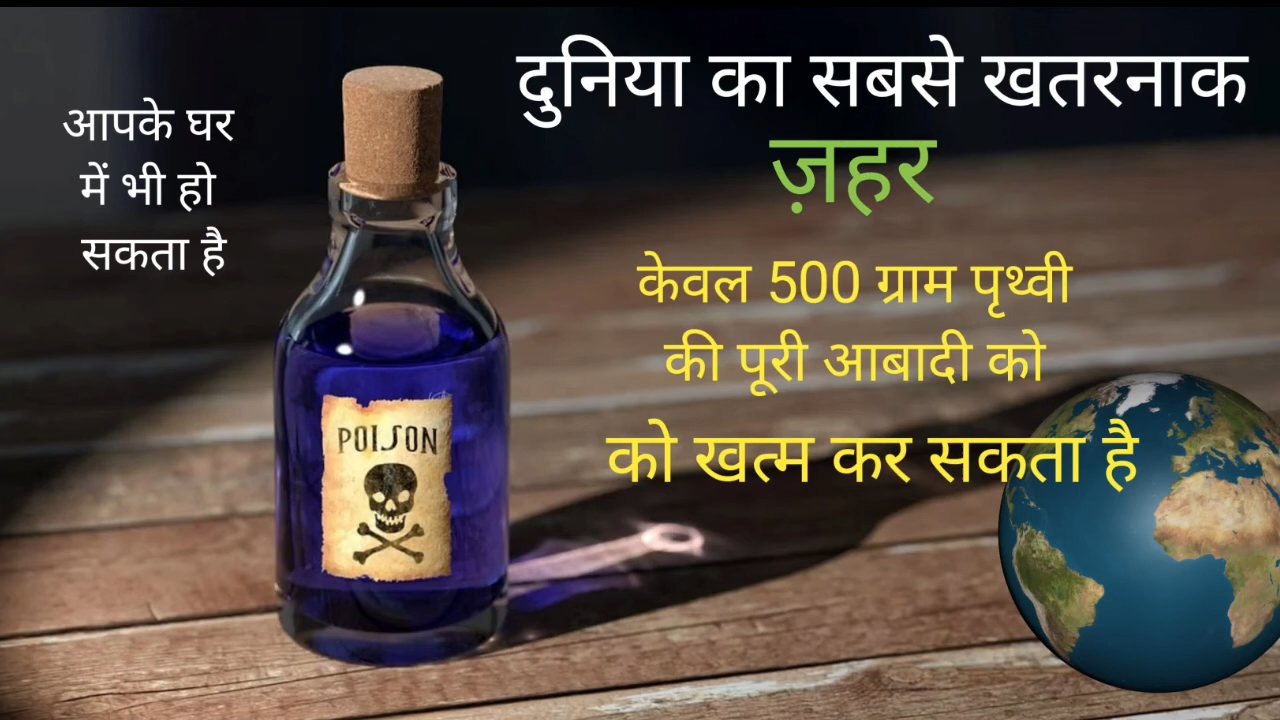 आपके घर
में भी हो
सकता है
दुनिया का सबसे खतरनाक
ज़हर
केवल 500 ग्राम पृथ्वी
की पूरी आबादी को
को खत्म कर सकता है
POISON